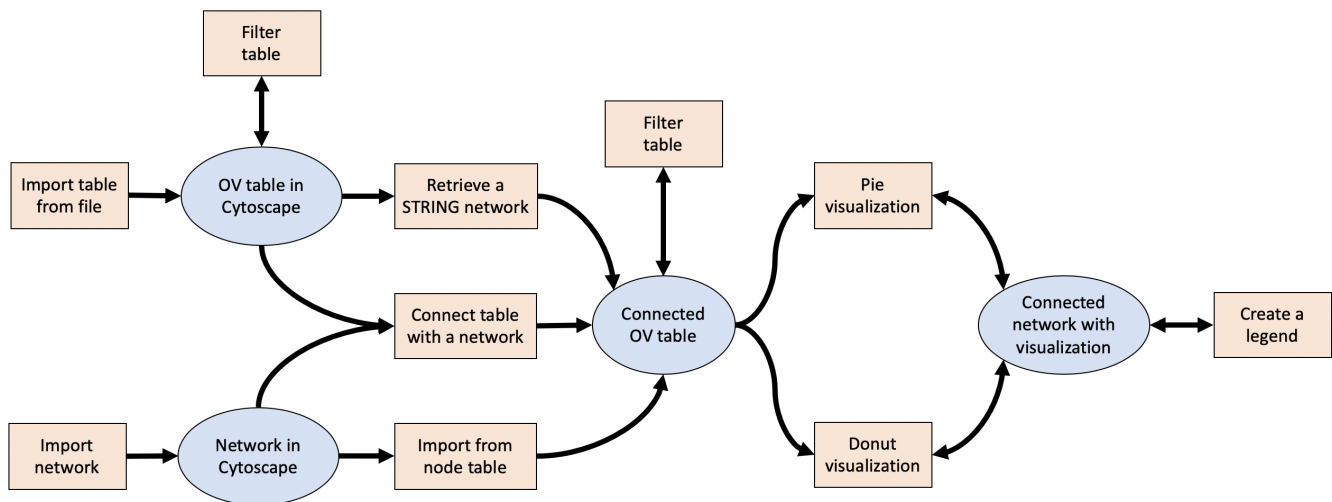 Filter
table
Filter
table
Import table
from file
OV table in
Cytoscape
Retrieve a
STRING network
Pie
visualization
Connect table
with a network
Connected
OV table
Connected
network with
visualization
Create a
legend
Import
network
Network in
Cytoscape
Import from
node table
Donut
visualization